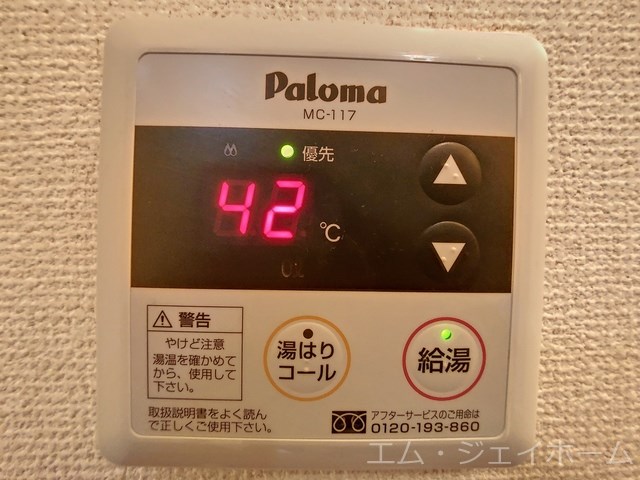 Paloma
MC-117
優先
42
℃
警告
やけど注意
湯温を確かめて
から、使用して
下さい。
取扱説明書をよく読ん
で正しくご使用下さい。
湯はり
コール
給湯
アフターサービスのご用命は
0120-193-860
エム・ジェイホーム